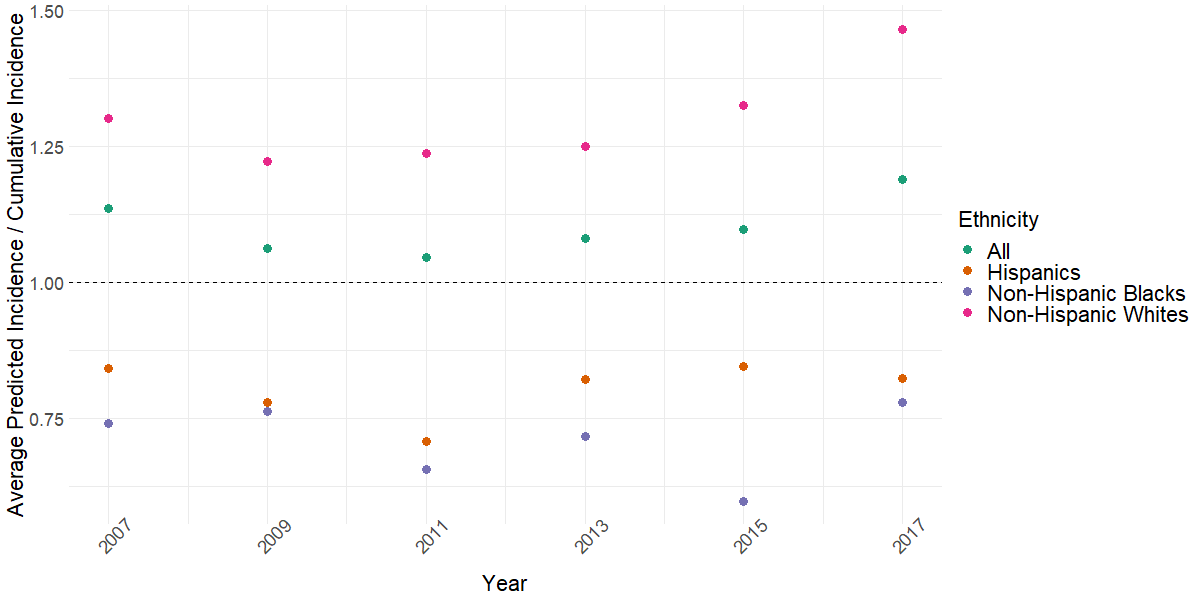 Average Predicted Incidence / Cumulative Incidence
1.50
1.25
1.00
0.75
2007
2009
2011
2013
2015
2017
Year
Ethnicity
All
Hispanics
Non-Hispanic Blacks
Non-Hispanic Whites